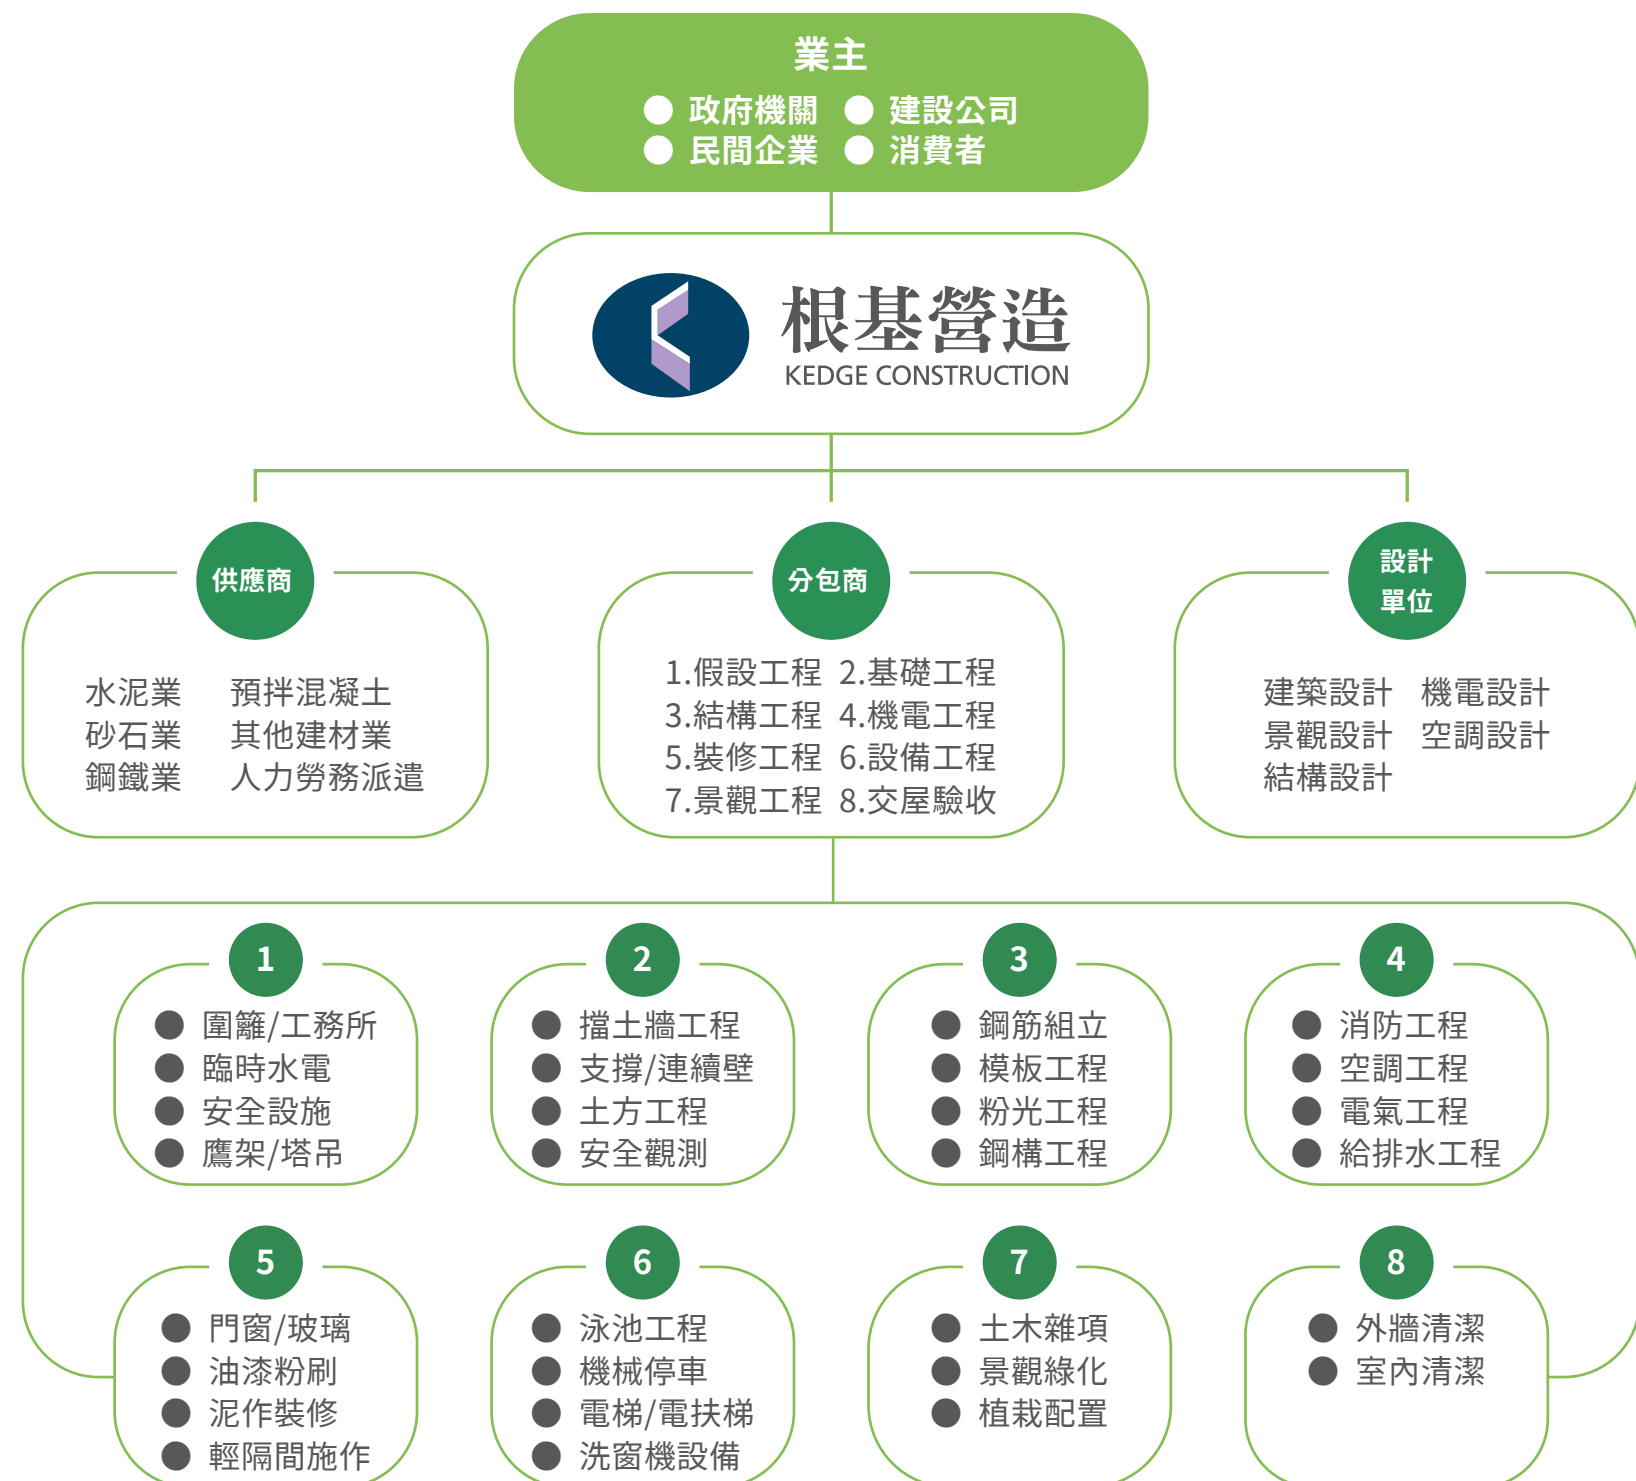 業主
● 政府機關 ● 建設公司
● 民間企業 ● 消費者
根基營造
KEDGE CONSTRUCTION
供應商
水泥業 預拌混凝土
砂石業 其他建材業
鋼鐵業 人力勞務派遣
分包商
1.假設工程 2.基礎工程
3.結構工程 4.機電工程
5.裝修工程 6.設備工程
7.景觀工程 8.交屋驗收
設計
單位
建築設計 機電設計
景觀設計 空調設計
結構設計
1
● 圍籬/工務所
● 臨時水電
● 安全設施
● 鷹架/塔吊
2
● 擋土牆工程
● 支撐/連續壁
● 土方工程
● 安全觀測
3
● 鋼筋組立
● 模板工程
● 粉光工程
● 鋼構工程
4
● 消防工程
● 空調工程
● 電氣工程
● 給排水工程
5
● 門窗/玻璃
● 油漆粉刷
● 泥作裝修
● 輕隔間施作
6
● 泳池工程
● 機械停車
● 電梯/電扶梯
● 洗窗機設備
7
● 土木雜項
● 景觀綠化
● 植栽配置
8
● 外牆清潔
● 室內清潔